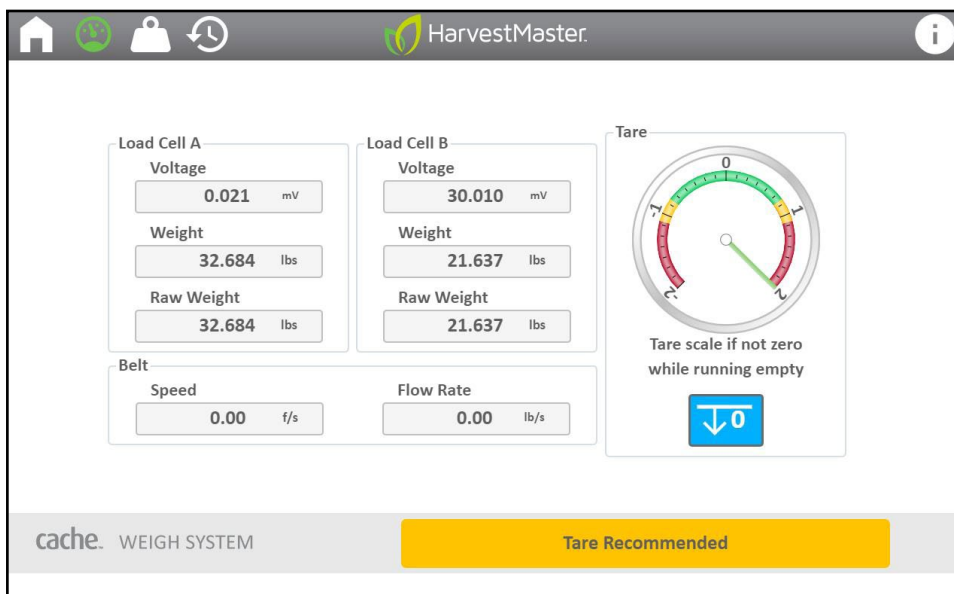 HarvestMaster™
Load Cell A
Voltage
0.021 mV
Weight
32.684 lbs
Raw Weight
32.684 lbs
Load Cell B
Voltage
30.010 mV
Weight
21.637 lbs
Raw Weight
21.637 lbs
Belt
Speed
0.00 f/s
Flow Rate
0.00 lb/s
Tare
-2 -1 0 1 2
Tare scale if not zero
while running empty
0
cache™ WEIGH SYSTEM
Tare Recommended